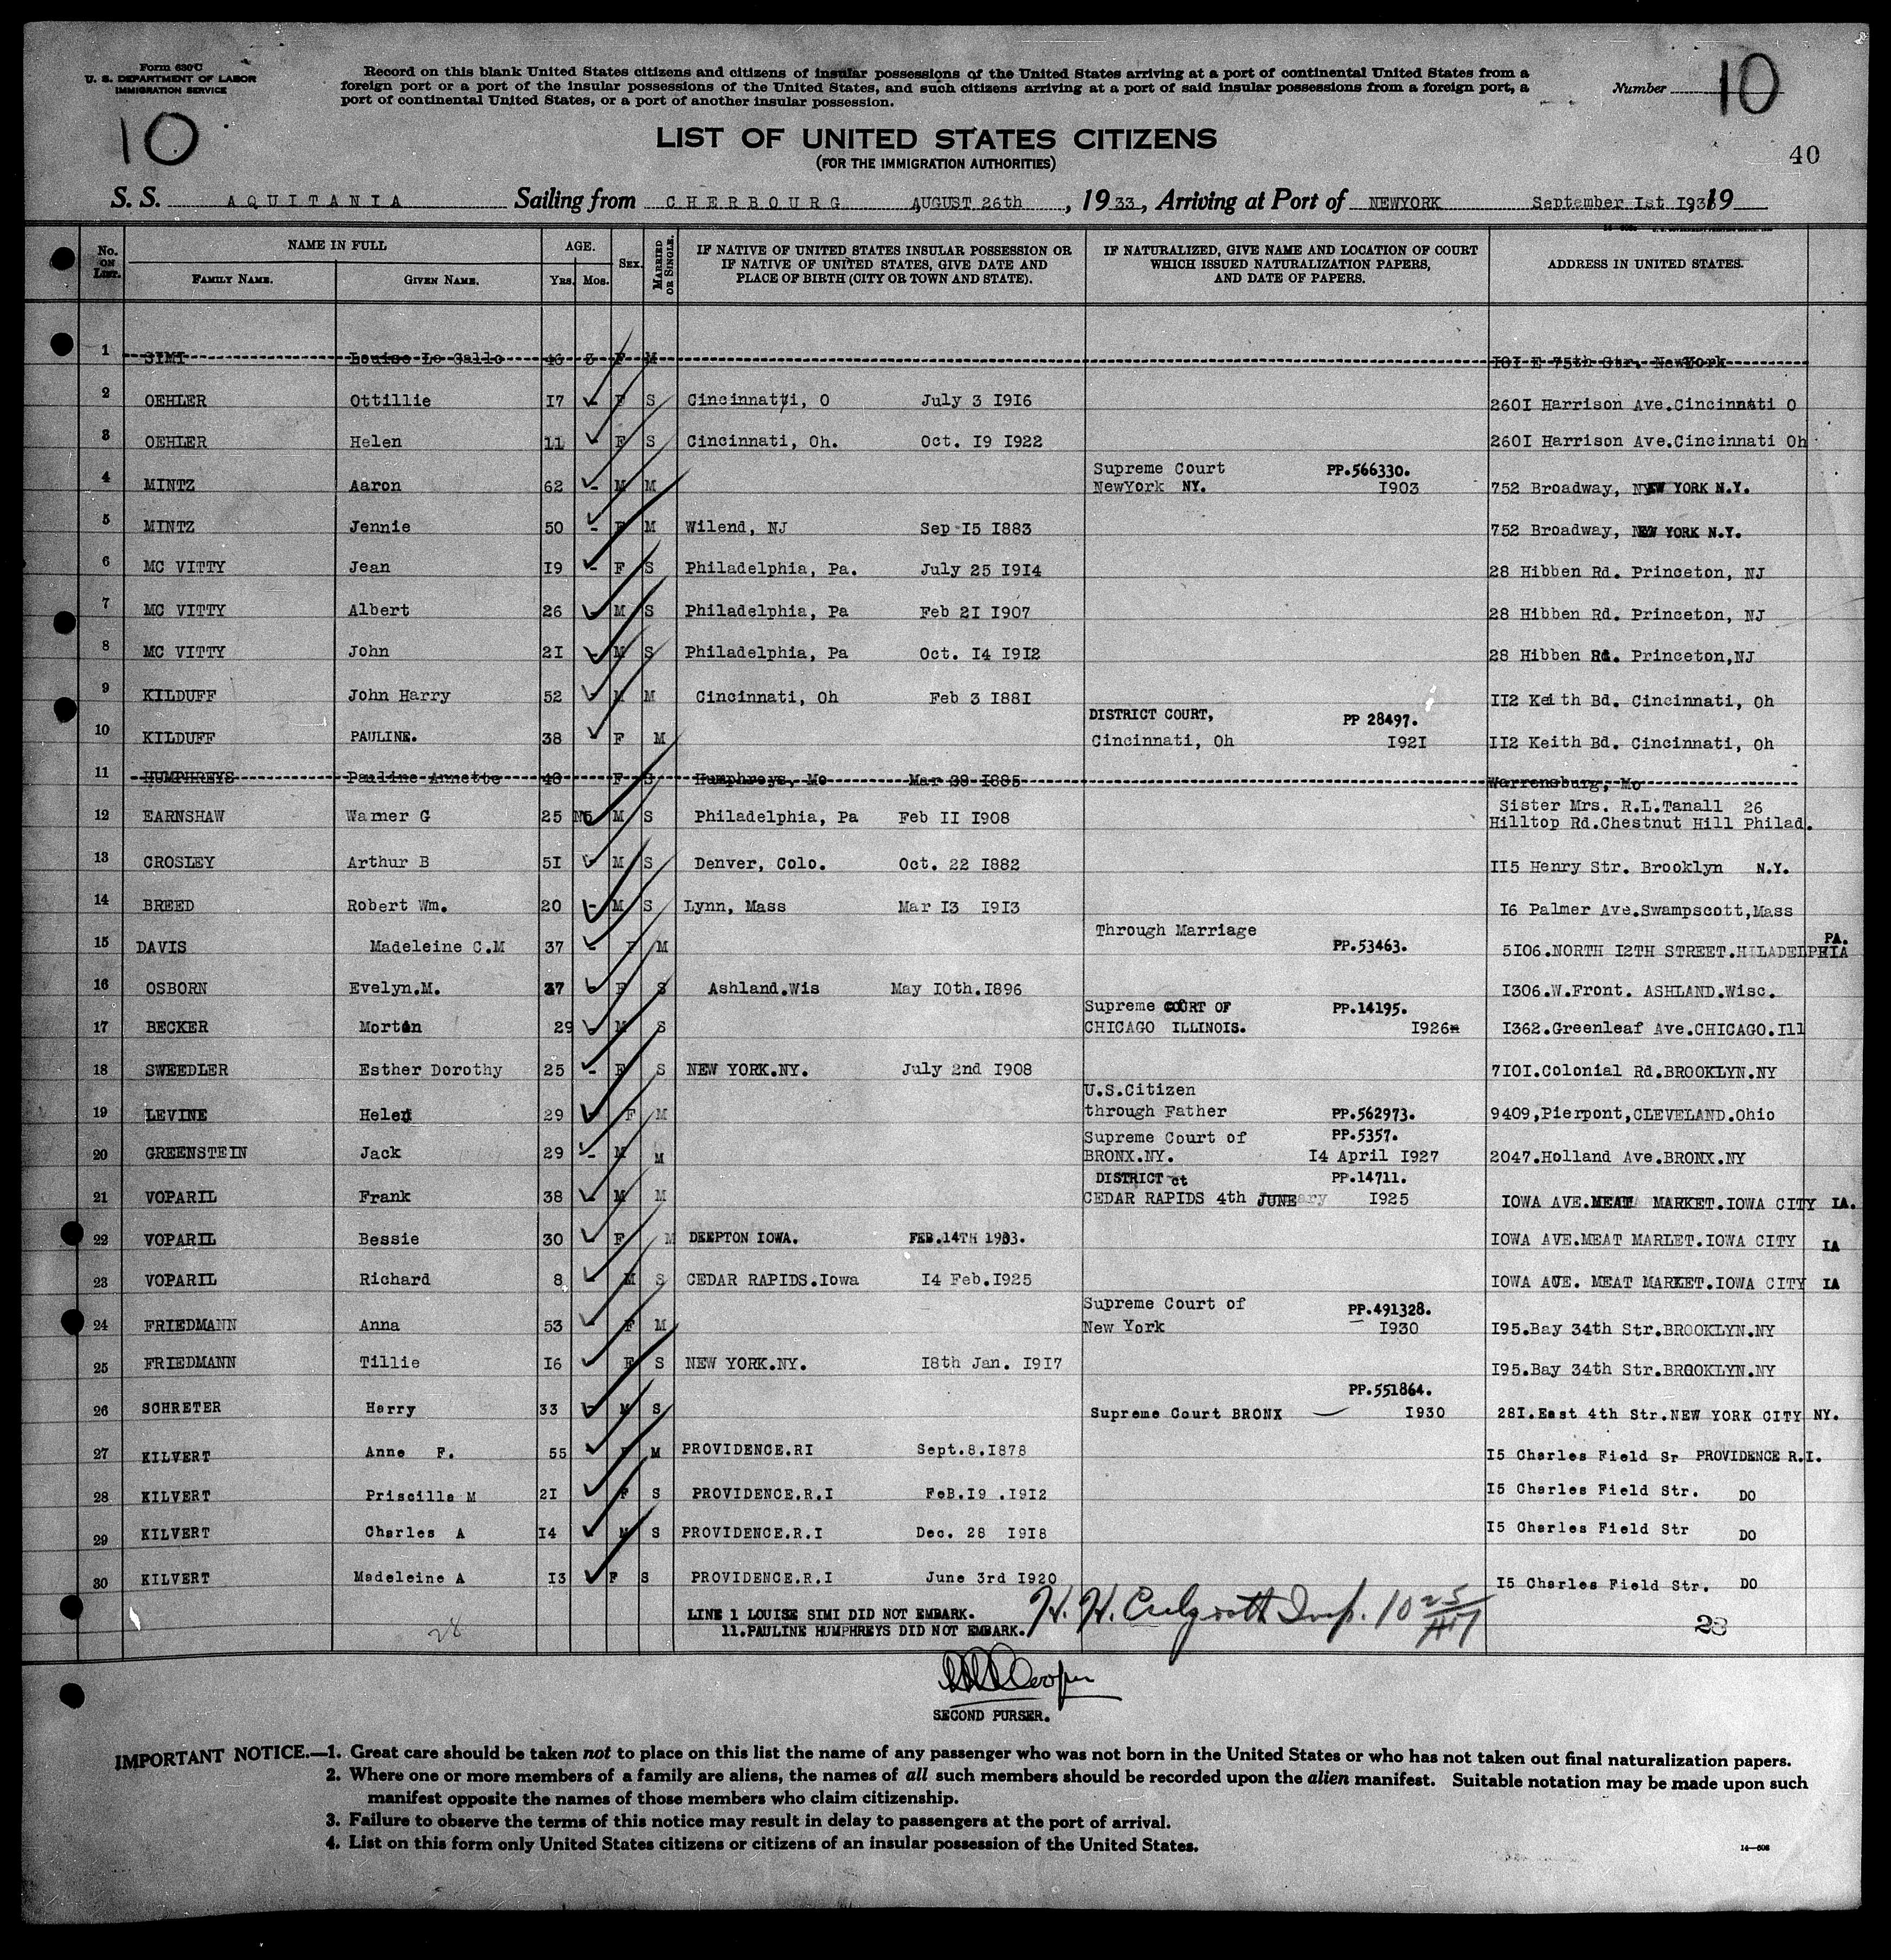 Form 630C
U. S. DEPARTMENT OF LABOR
IMMIGRATION SERVICE
Record on this blank United States citizens and citizens of insular possessions of the United States arriving at a port of continental United States from a
foreign port or a port of the insular possessions of the United States, and such citizens arriving at a port of said insular possessions from a foreign port, a
port of continental United States, or a port of another insular possession.
Number 10
10
LIST OF UNITED STATES CITIZENS
(FOR THE IMMIGRATION AUTHORITIES)
40
S. S. AQUITANIA Sailing from CHERBOURG AUGUST 26th, 1933, Arriving at Port of NEWYORK September 1st 193 19
No. ON LIST. NAME IN FULL FAMILY NAME. GIVEN NAME. AGE. YRS. MOS. SEX. MARRIED OR SINGLE. IF NATIVE OF UNITED STATES INSULAR POSSESSION OR IF NATIVE OF UNITED STATES, GIVE DATE AND PLACE OF BIRTH (CITY OR TOWN AND STATE). IF NATURALIZED, GIVE NAME AND LOCATION OF COURT WHICH ISSUED NATURALIZATION PAPERS, AND DATE OF PAPERS. ADDRESS IN UNITED STATES.
1 SIMI Louise Le Gallo 46 3 F M 101 E 75th Str. NewYork
2 OEHLER Ottillie 17 - F S Cincinnati, O July 3 1916 2601 Harrison Ave.Cincinnati O
3 OEHLER Helen 11 F S Cincinnati, Oh. Oct. 19 1922 2601 Harrison Ave.Cincinnati Oh
4 MINTZ Aaron 62 - M M Supreme Court PP.566330. NewYork NY. 1903 752 Broadway, NEW YORK N.Y.
5 MINTZ Jennie 50 - F M Wilend, NJ Sep 15 1883 752 Broadway, NEW YORK N.Y.
6 MC VITTY Jean 19 - F S Philadelphia, Pa. July 25 1914 28 Hibben Rd. Princeton, NJ
7 MC VITTY Albert 26 - M S Philadelphia, Pa Feb 21 1907 28 Hibben Rd. Princeton, NJ
8 MC VITTY John 21 - M S Philadelphia, Pa Oct. 14 1912 28 Hibben Rd. Princeton,NJ
9 KILDUFF John Harry 52 - M M Cincinnati, Oh Feb 3 1881 112 Keith Bd. Cincinnati, Oh
10 KILDUFF PAULINE. 38 F M DISTRICT COURT, PP 28497. Cincinnati, Oh 1921 112 Keith Bd. Cincinnati, Oh
11 HUMPHREYS Pauline Annette F S Humphreys, Mo Mar 1885 Warrensburg, Mo
12 EARNSHAW Warner G 25 M S Philadelphia, Pa Feb 11 1908 Sister Mrs. R.L.Tanall 26
Hilltop Rd.Chestnut Hill Philad.
13 CROSLEY Arthur B 51 - M S Denver, Colo. Oct. 22 1882 115 Henry Str. Brooklyn N.Y.
14 BREED Robert Wm. 20 - M S Lynn, Mass Mar 13 1913 16 Palmer Ave.Swampscott,Mass
15 DAVIS Madeleine C.M 37 - F M Through Marriage PP.53463. 5106.NORTH 12TH STREET.HILADELPHIA PA.
16 OSBORN Evelyn.M. 37 F S Ashland.Wis May 10th.1896 1306.W.Front. ASHLAND.Wisc.
17 BECKER Morton 29 - M S Supreme COURT OF PP.14195. CHICAGO ILLINOIS. 1926 1362.Greenleaf Ave.CHICAGO.Ill
18 SWEEDLER Esther Dorothy 25 - F S NEW YORK.NY. July 2nd 1908 7101.Colonial Rd.BROOKLYN.NY
19 LEVINE Helen 29 - F M U.S.Citizen through Father PP.562973. 9409,Pierpont,CLEVELAND.Ohio
20 GREENSTEIN Jack 29 - M M Supreme Court of PP.5357. BRONX.NY. 14 April 1927 2047.Holland Ave.BRONX.NY
21 VOPARIL Frank 38 M M DISTRICT ct PP.14711. CEDAR RAPIDS 4th JUNE 1925 IOWA AVE.MEAT MARKET.IOWA CITY IA.
22 VOPARIL Bessie 30 F M DEEPTON IOWA. FEB.14TH 1903. IOWA AVE.MEAT MARLET.IOWA CITY IA
23 VOPARIL Richard 8 M S CEDAR RAPIDS.Iowa 14 Feb.1925 IOWA AVE. MEAT MARKET.IOWA CITY IA
24 FRIEDMANN Anna 53 F M Supreme Court of PP.491328. New York 1930 195.Bay 34th Str.BROOKLYN.NY
25 FRIEDMANN Tillie 16 F S NEW YORK.NY. 18th Jan. 1917 195.Bay 34th Str.BROOKLYN.NY
26 SCHRETER Harry 33 - M S PP.551864. Supreme Court BRONX 1930 281.East 4th Str.NEW YORK CITY NY.
27 KILVERT Anne F. 55 F M PROVIDENCE.RI Sept.8.1878 15 Charles Field Sr PROVIDENCE R.I.
28 KILVERT Priscilla M 21 F S PROVIDENCE.R.I FeB.19 .1912 15 Charles Field Str. DO
29 KILVERT Charles A 14 M S PROVIDENCE.R.I Dec. 28 1918 15 Charles Field Str DO
30 KILVERT Madeleine A 13 F S PROVIDENCE.R.I June 3rd 1920 15 Charles Field Str. DO
LINE 1 LOUISE SIMI DID NOT EMBARK.
11.PAULINE HUMPHREYS DID NOT EMBARK.
28
Cooper
SECOND PURSER.
IMPORTANT NOTICE.—1. Great care should be taken not to place on this list the name of any passenger who was not born in the United States or who has not taken out final naturalization papers.
2. Where one or more members of a family are aliens, the names of all such members should be recorded upon the alien manifest. Suitable notation may be made upon such
manifest opposite the names of those members who claim citizenship.
3. Failure to observe the terms of this notice may result in delay to passengers at the port of arrival.
4. List on this form only United States citizens or citizens of an insular possession of the United States.
14—608